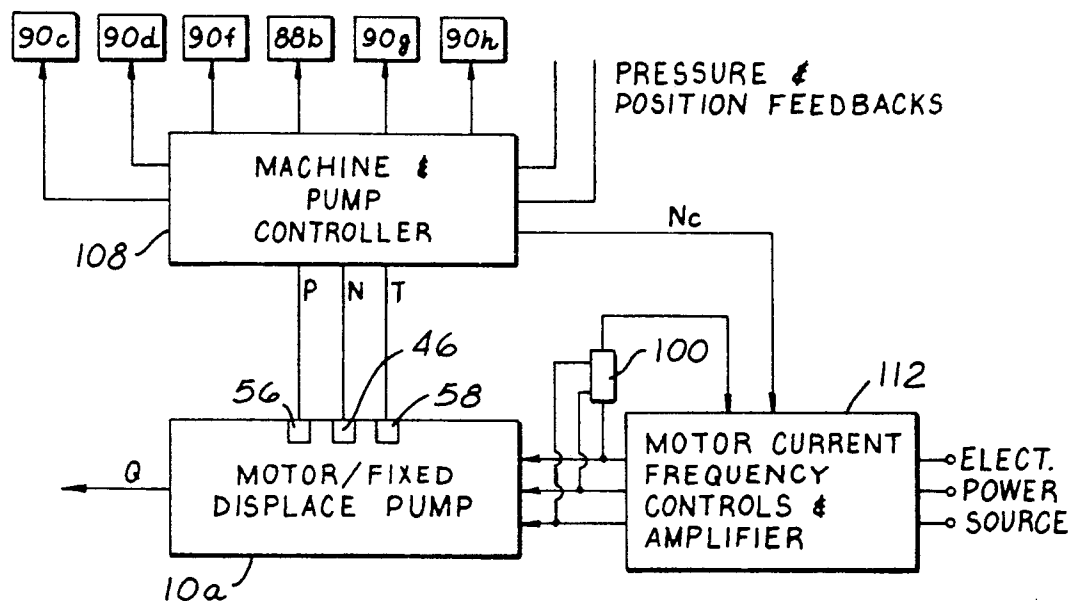 90c 90d 90f 88b 90g 90h
PRESSURE &
POSITION FEEDBACKS
MACHINE &
PUMP
CONTROLLER
Nc
108
P N T
46
100
56
58
112
MOTOR CURRENT
FREQUENCY
CONTROLS &
AMPLIFIER
ELECT.
POWER
SOURCE
Q
MOTOR/FIXED
DISPLACE PUMP
10a